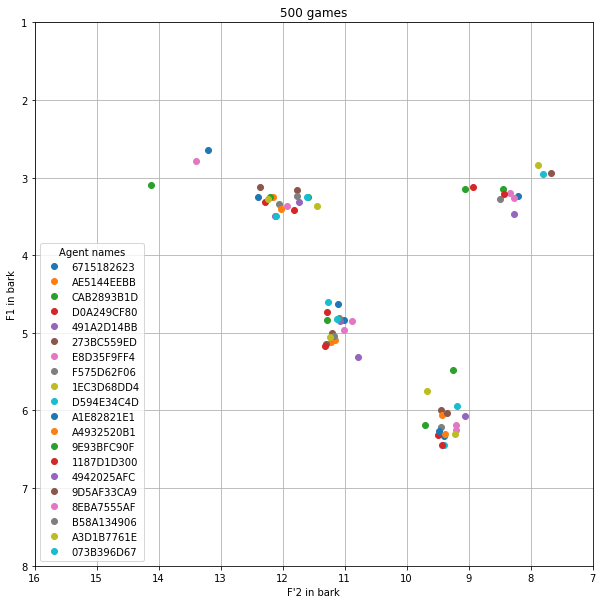 500 games
1
2
3
4
5
6
7
8
F1 in bark
Agent names
6715182623
AE5144EEBB
CAB2893B1D
D0A249CF80
491A2D14BB
273BC559ED
E8D35F9FF4
F575D62F06
1EC3D68DD4
D594E34C4D
A1E82821E1
A4932520B1
9E93BFC90F
1187D1D300
4942025AFC
9D5AF33CA9
8EBA7555AF
B58A134906
A3D1B7761E
073B396D67
16 15 14 13 12 11 10 9 8 7
F'2 in bark